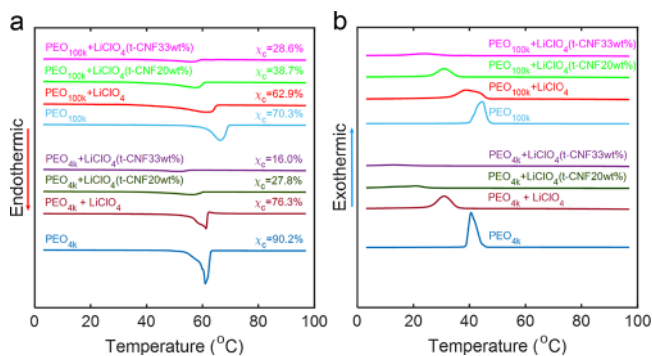 a
PEO100k+LiClO4(t-CNF33wt%) χc=28.6%
PEO100k+LiClO4(t-CNF20wt%) χc=38.7%
PEO100k+LiClO4 χc=62.9%
PEO100k χc=70.3%
PEO4k+LiClO4(t-CNF33wt%) χc=16.0%
PEO4k+LiClO4(t-CNF20wt%) χc=27.8%
PEO4k + LiClO4 χc=76.3%
PEO4k χc=90.2%
Endothermic
0 20 40 60 80 100
Temperature (oC)
b
PEO100k+LiClO4(t-CNF33wt%)
PEO100k+LiClO4(t-CNF20wt%)
PEO100k+LiClO4
PEO100k
PEO4k+LiClO4(t-CNF33wt%)
PEO4k+LiClO4(t-CNF20wt%)
PEO4k + LiClO4
PEO4k
Exothermic
0 20 40 60 80 100
Temperature (oC)